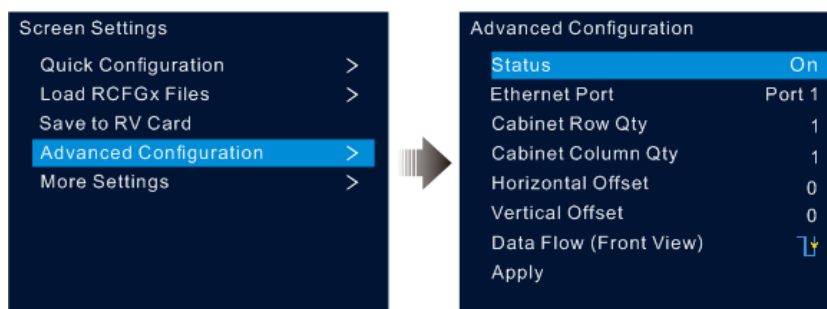 Screen Settings
Quick Configuration >
Load RCFGx Files >
Save to RV Card
Advanced Configuration >
More Settings >
Advanced Configuration
Status On
Ethernet Port Port 1
Cabinet Row Qty 1
Cabinet Column Qty 1
Horizontal Offset 0
Vertical Offset 0
Data Flow (Front View)
Apply